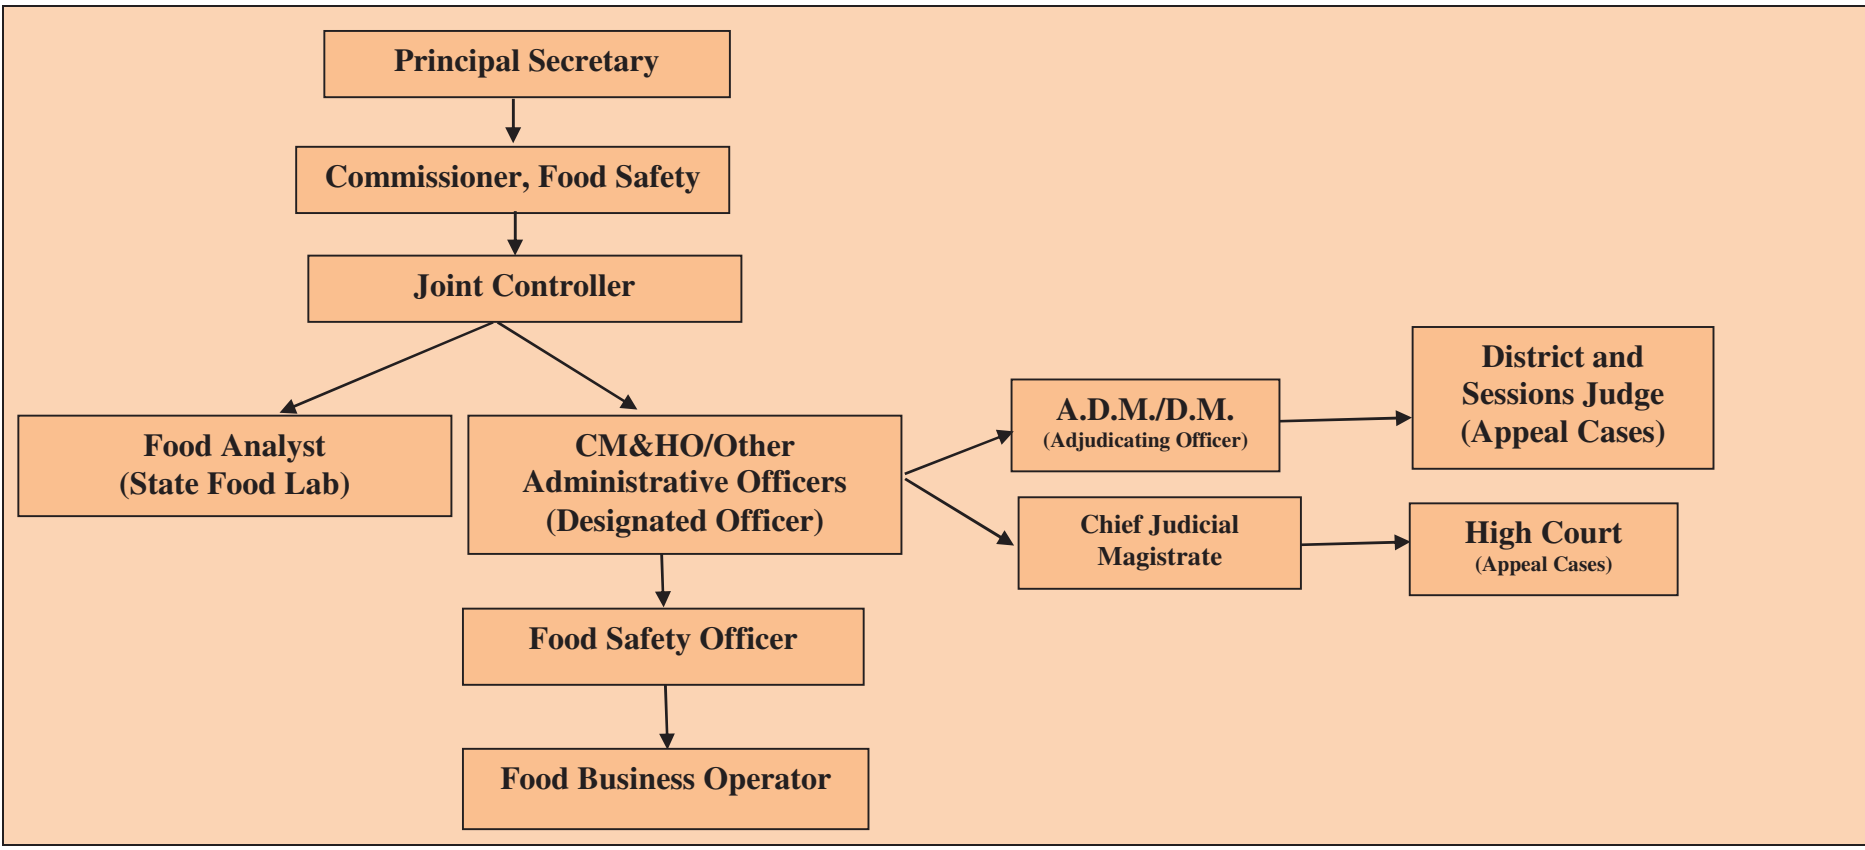 Principal Secretary
Commissioner, Food Safety
Joint Controller
Food Analyst
(State Food Lab)
CM&HO/Other
Administrative Officers
(Designated Officer)
A.D.M./D.M.
(Adjudicating Officer)
District and
Sessions Judge
(Appeal Cases)
Chief Judicial
Magistrate
High Court
(Appeal Cases)
Food Safety Officer
Food Business Operator